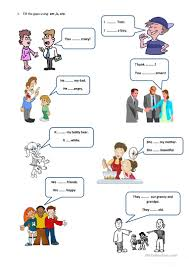 Fill the gaps using: am, is, are.
I ....... Tom.
I ....... a boy.
You ........ crazy!
Thank ........!
You ........ smart!
He ....... my dad.
He ....... angry.
It ........ my teddy bear.
It ....... white.
She ........ my mother.
She ....... beautiful.
We ........ friends
We ....... happy.
They ....... our granny and grandpa.
They ....... old.